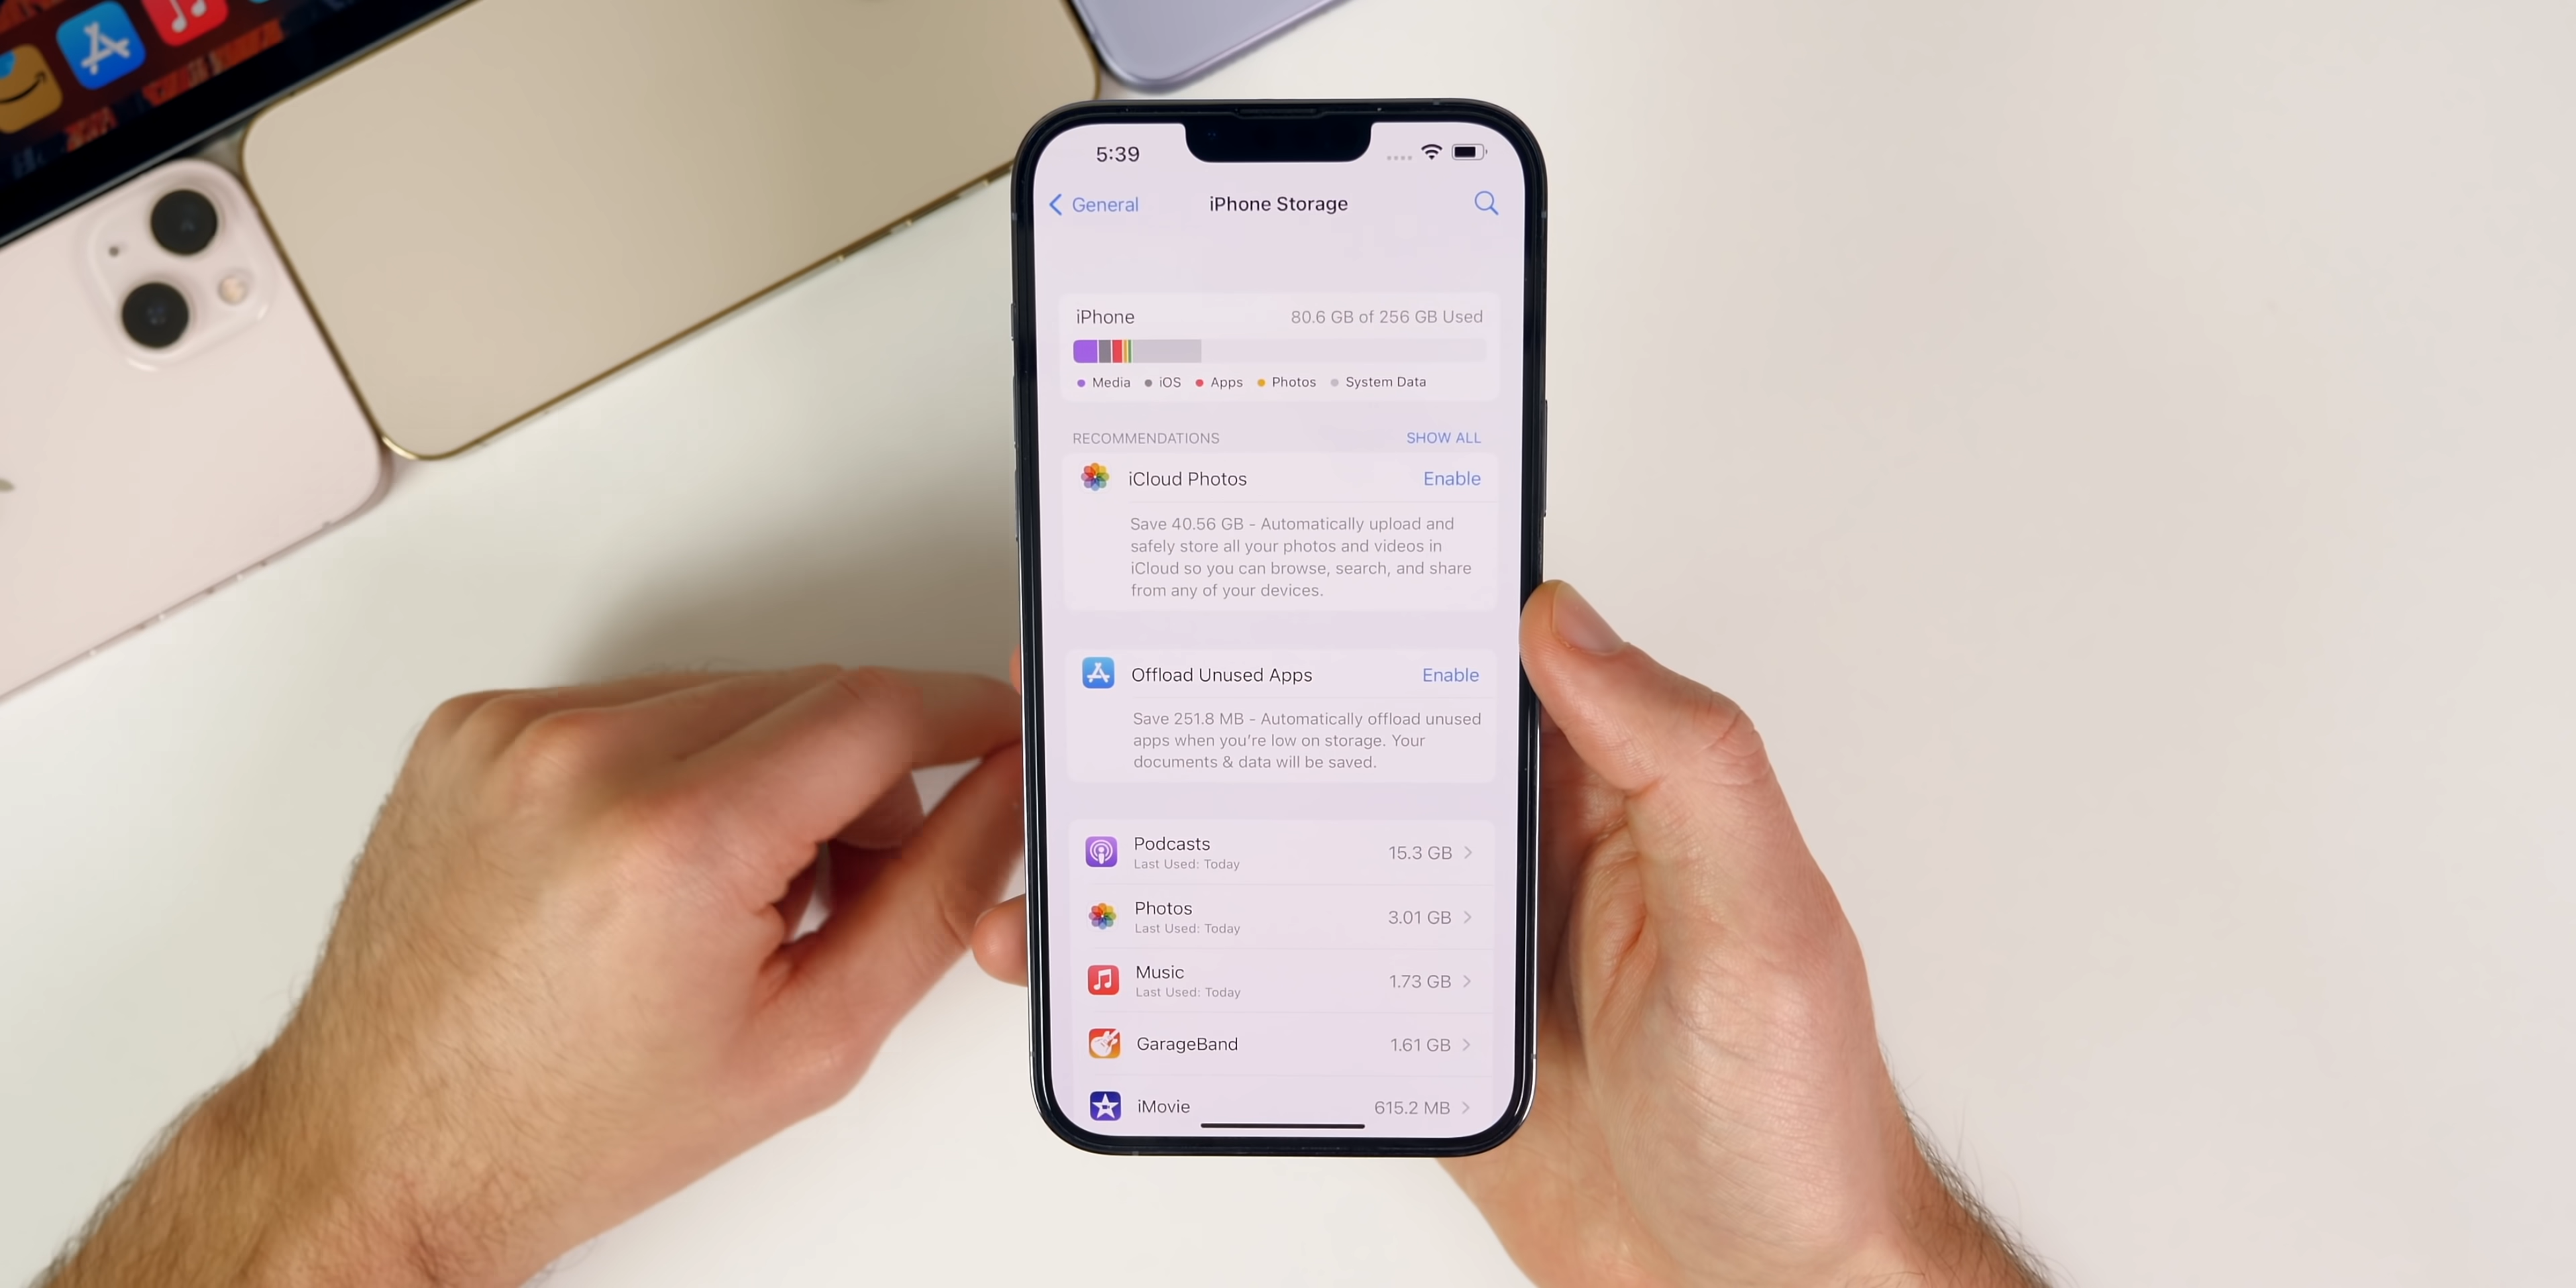 5:39
General
iPhone Storage
iPhone
80.6 GB of 256 GB Used
Media
iOS
Apps
Photos
System Data
RECOMMENDATIONS
SHOW ALL
iCloud Photos
Enable
Save 40.56 GB - Automatically upload and
safely store all your photos and videos in
iCloud so you can browse, search, and share
from any of your devices.
Offload Unused Apps
Enable
Save 251.8 MB - Automatically offload unused
apps when you're low on storage. Your
documents & data will be saved.
Podcasts
Last Used: Today
15.3 GB
Photos
Last Used: Today
3.01 GB
Music
Last Used: Today
1.73 GB
GarageBand
1.61 GB
iMovie
615.2 MB